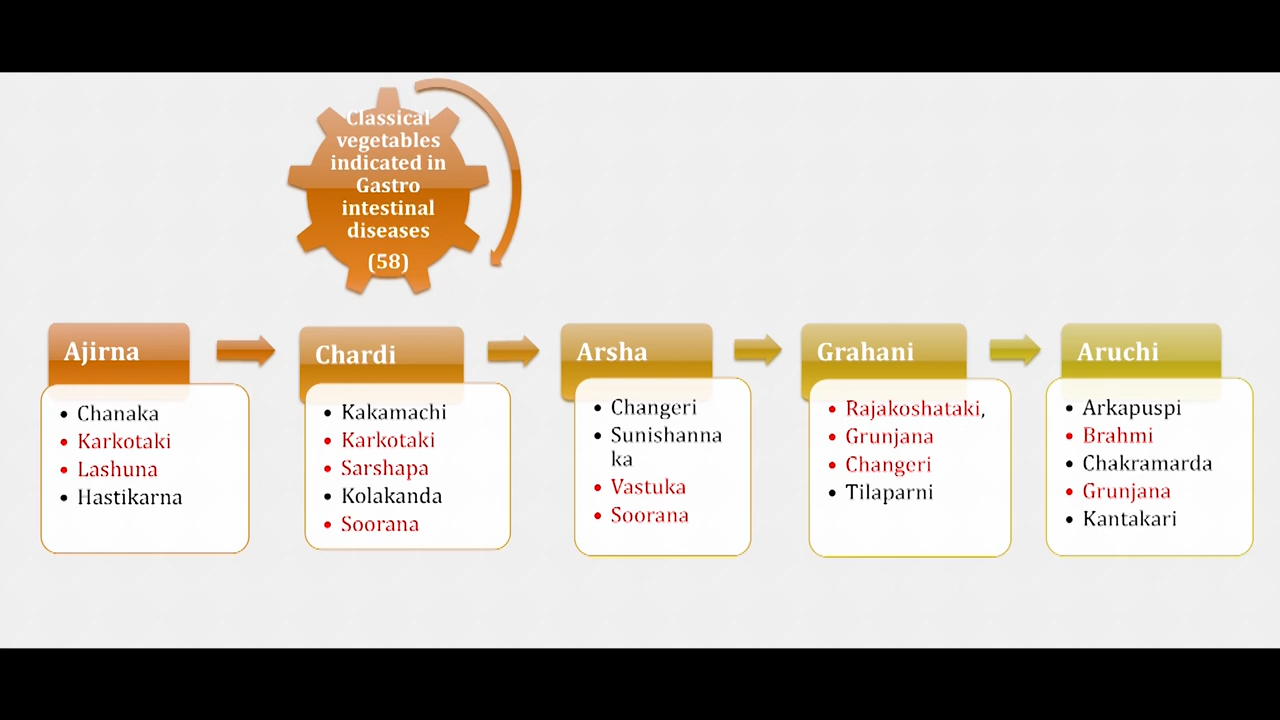 Classical
vegetables
indicated in
Gastro
intestinal
diseases
(58)
Ajirna
• Chanaka
• Karkotaki
• Lashuna
• Hastikarna
Chardi
• Kakamachi
• Karkotaki
• Sarshapa
• Kolakanda
• Soorana
Arsha
• Changeri
• Sunishanna
ka
• Vastuka
• Soorana
Grahani
• Rajakoshataki,
• Grunjana
• Changeri
• Tilaparni
Aruchi
• Arkapuspi
• Brahmi
• Chakramarda
• Grunjana
• Kantakari